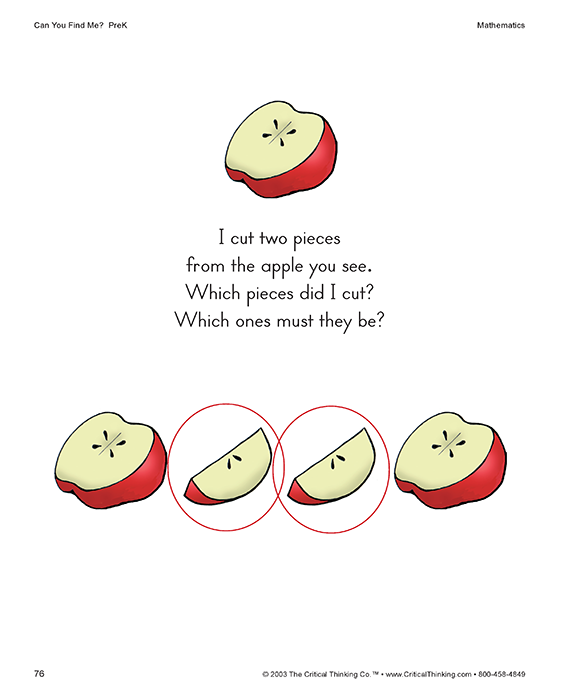 Can You Find Me? PreK Mathematics
I cut two pieces
from the apple you see.
Which pieces did I cut?
Which ones must they be?
76 © 2003 The Critical Thinking Co.™ • www.CriticalThinking.com • 800-458-4849